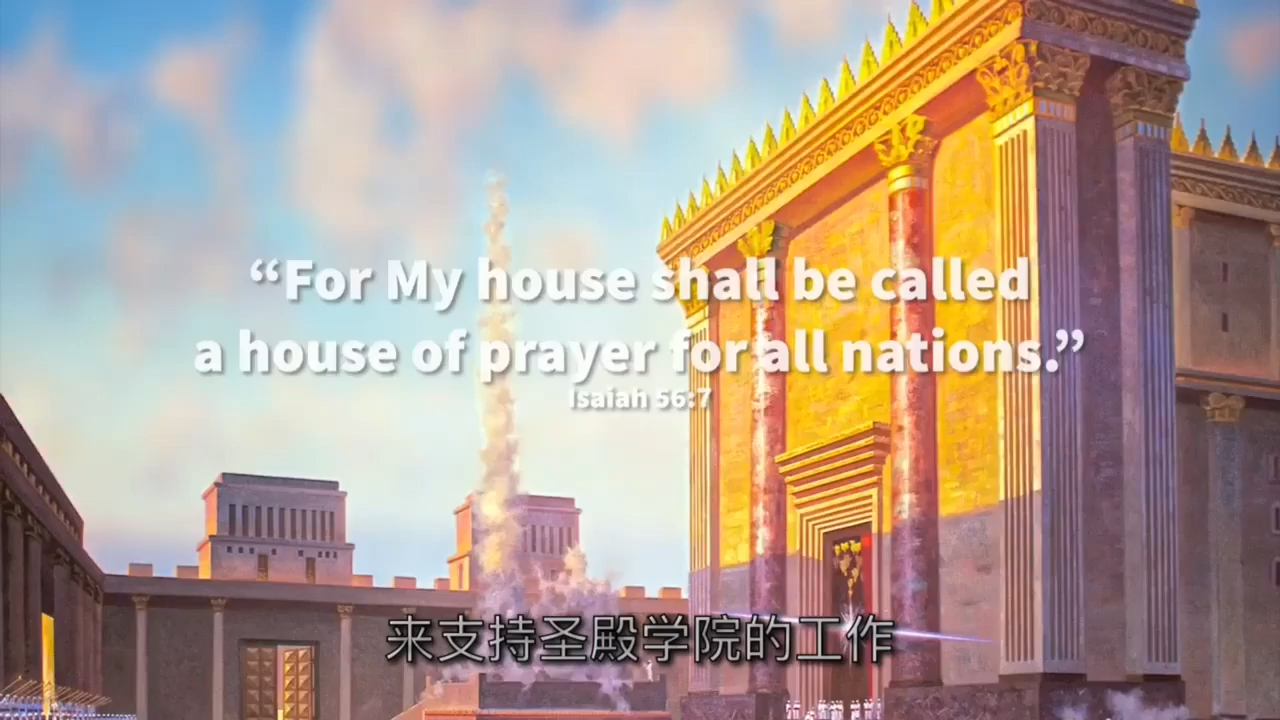 “For My house shall be called
a house of prayer for all nations.”
Isaiah 56:7
来支持圣殿学院的工作